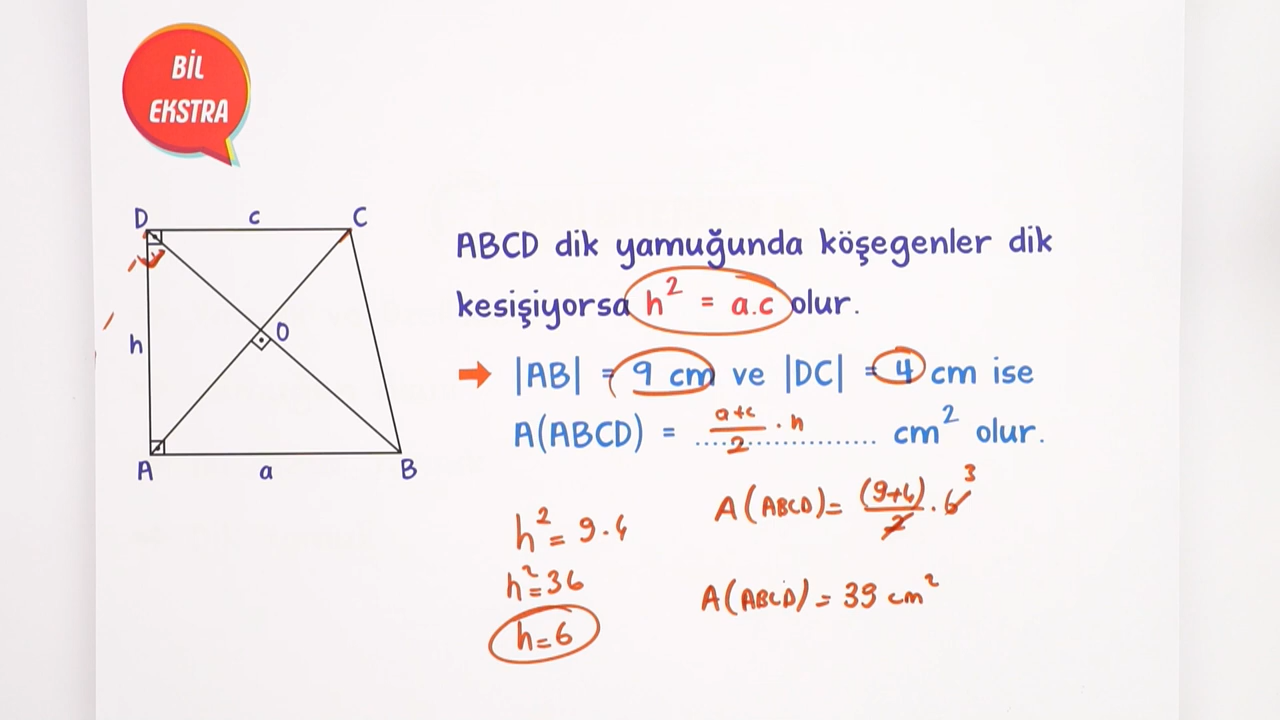 BİL
EKSTRA
D c C
ABCD dik yamuğunda köşegenler dik
kesişiyorsa h² = a.c olur.
O
h
|AB| = 9 cm ve |DC| = 4 cm ise
A(ABCD) = a+c/2 . h .................... cm² olur.
A a B
A(ABCD) = (9+4)/2 . 6 3
h² = 9.4
h² = 36
A(ABCD) = 39 cm²
h = 6